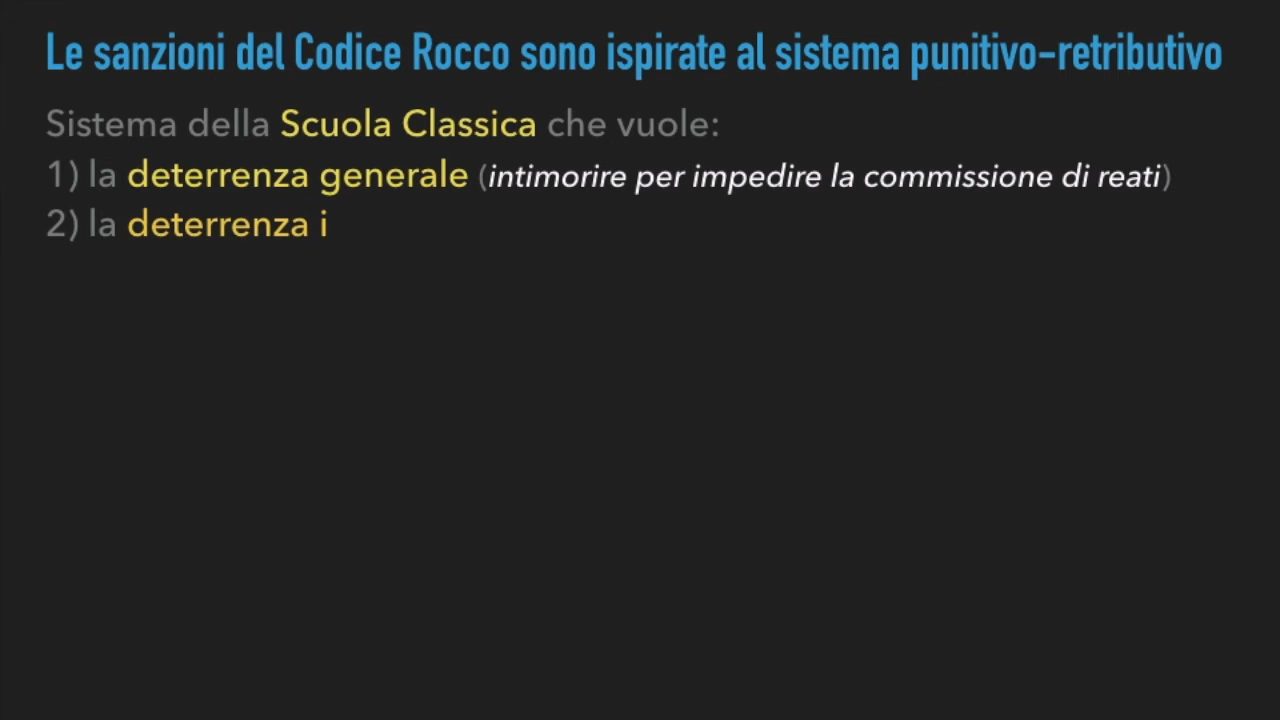 Le sanzioni del Codice Rocco sono ispirate al sistema punitivo-retributivo
Sistema della Scuola Classica che vuole:
1) la deterrenza generale (intimorire per impedire la commissione di reati)
2) la deterrenza i